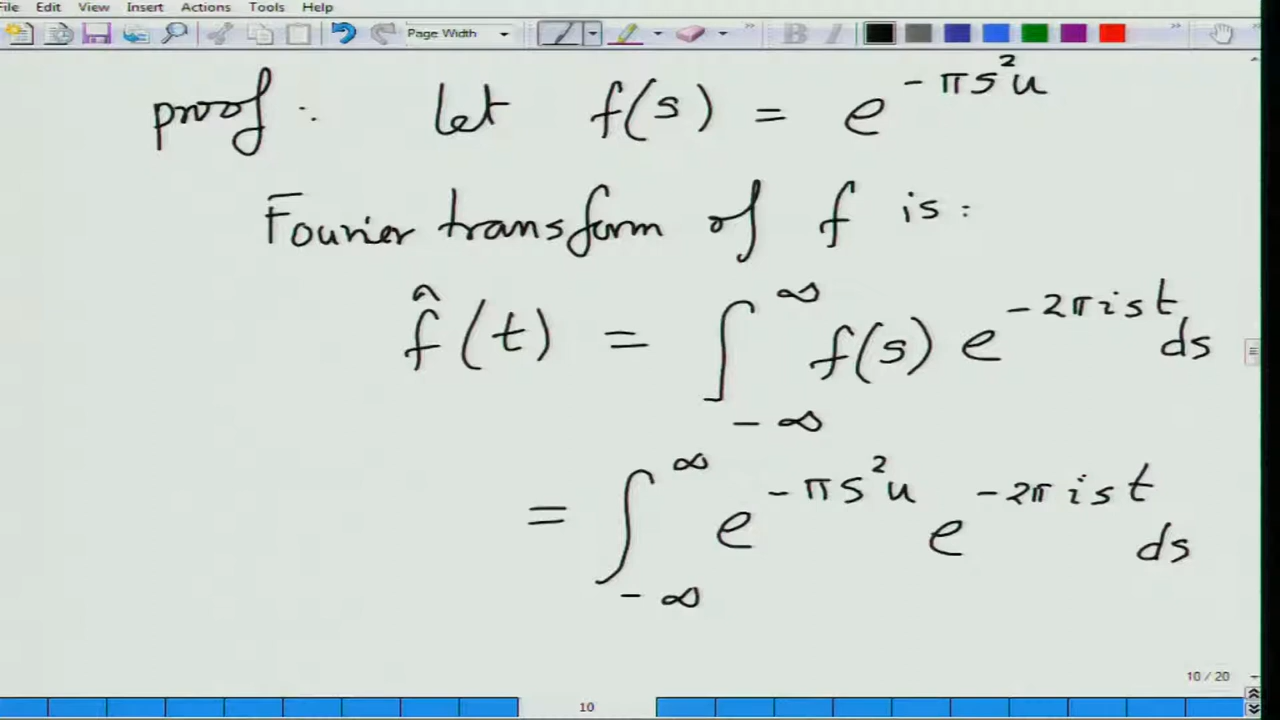 File Edit View Insert Actions Tools Help
Page Width
proof : let f(s) = e^{-πs²u}
Fourier transform of f is :
f̂(t) = ∫_{-∞}^{∞} f(s) e^{-2πist} ds
= ∫_{-∞}^{∞} e^{-πs²u} e^{-2πist} ds
10 / 20
10